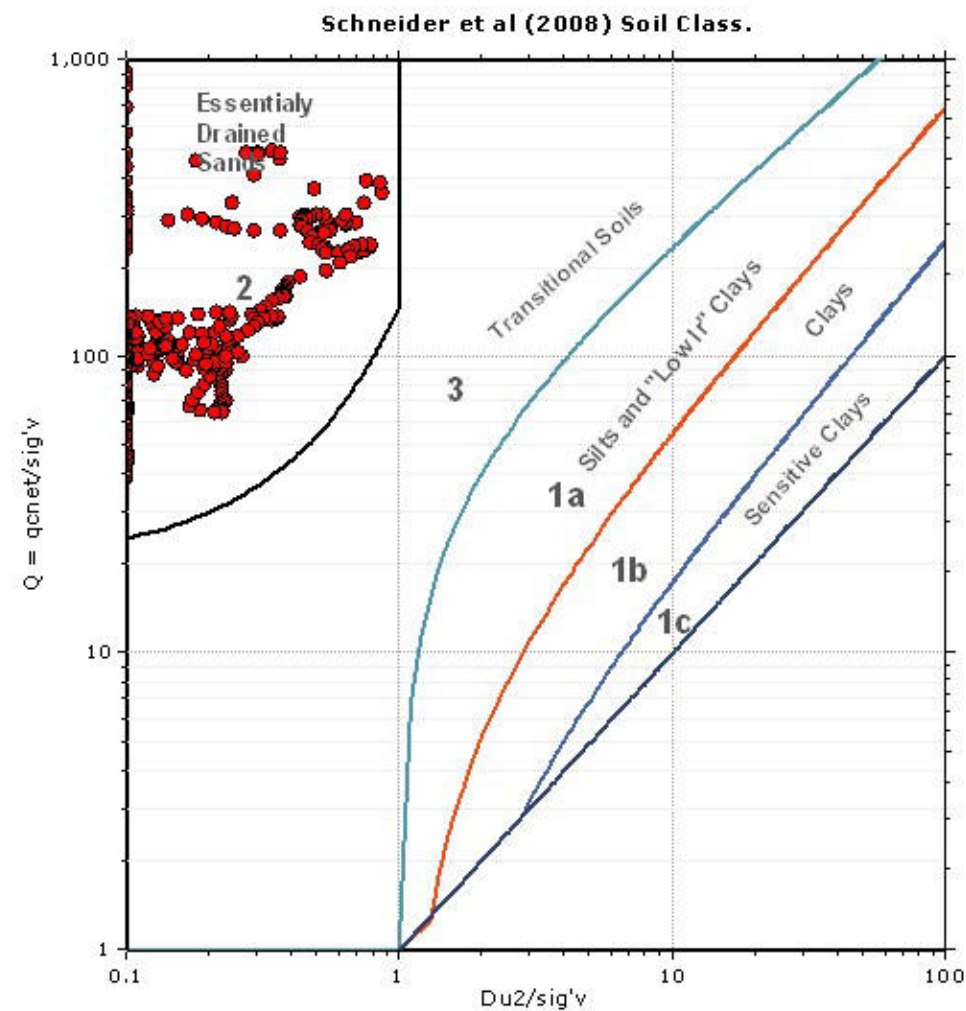 Schneider et al (2008) Soil Class.
1,000
Essentialy
Drained
Sands
2
Transitional Soils
Silts and "Low Ir" Clays
Clays
100
3
Sensitive Clays
1a
1b
1c
Q = qcnet/sig'v
10
1
0.1
1
10
100
Du2/sig'v